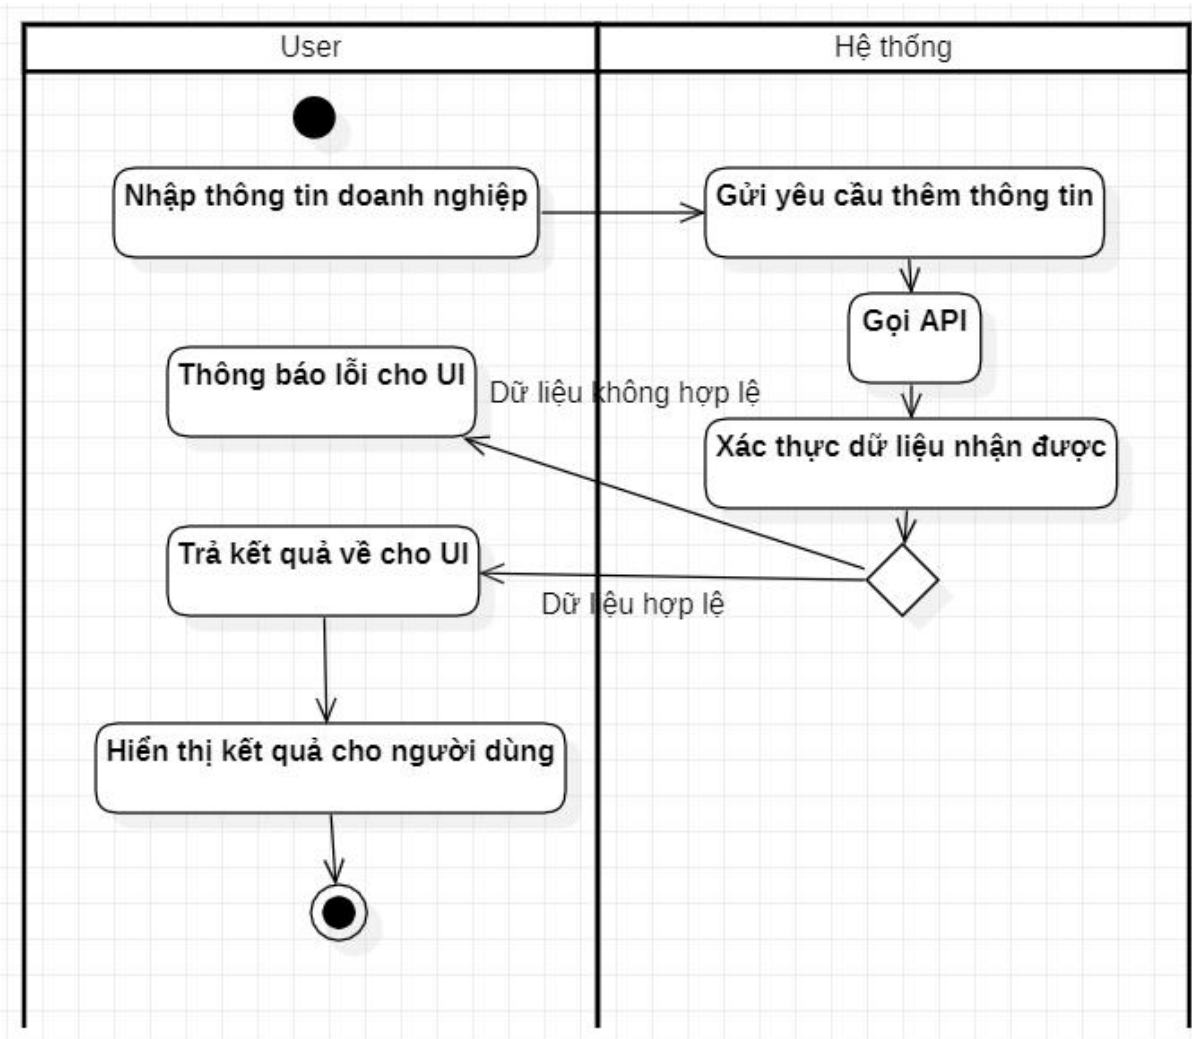 User
Hệ thống
Nhập thông tin doanh nghiệp
Gửi yêu cầu thêm thông tin
Gọi API
Thông báo lỗi cho UI
Dữ liệu không hợp lệ
Xác thực dữ liệu nhận được
Trả kết quả về cho UI
Dữ liệu hợp lệ
Hiển thị kết quả cho người dùng